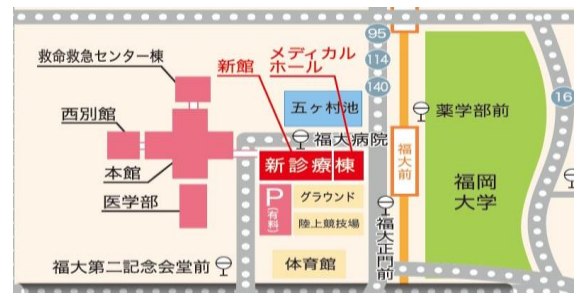 救命救急センター棟
新館
メディカル
ホール
95
114
140
16
西別館
五ヶ村池
薬学部前
福大病院
福大前
本館
新診療棟
医学部
P
(有料)
グラウンド
陸上競技場
福岡
大学
福大正門前
福大第二記念会堂前
体育館